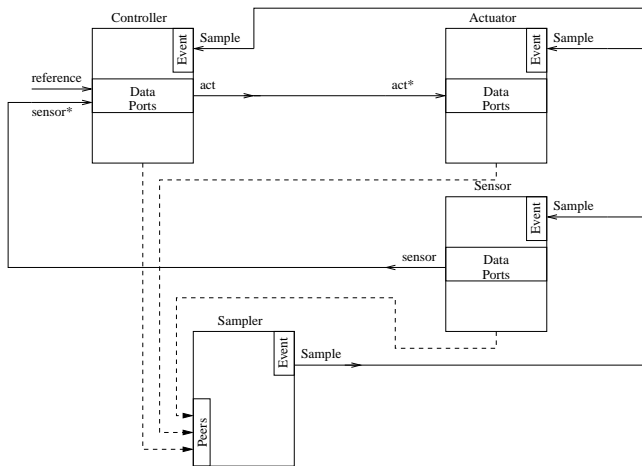 Controller
Actuator
Event
Sample
Event
Sample
reference
Data
Ports
act
act*
Data
Ports
sensor*
Sensor
Event
Sample
sensor
Data
Ports
Sampler
Event
Sample
Peers